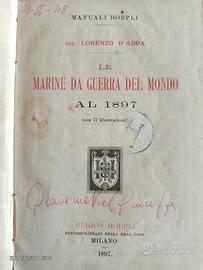 4-5-48
MANUALI HOEPLI
Ing. LORENZO D'ADDA
LE
MARINE DA GUERRA DEL MONDO
AL 1897
(con 77 illustrazioni)
ULRICO HOEPLI
EDITORE-LIBRAIO DELLA REAL CASA
MILANO
1897.